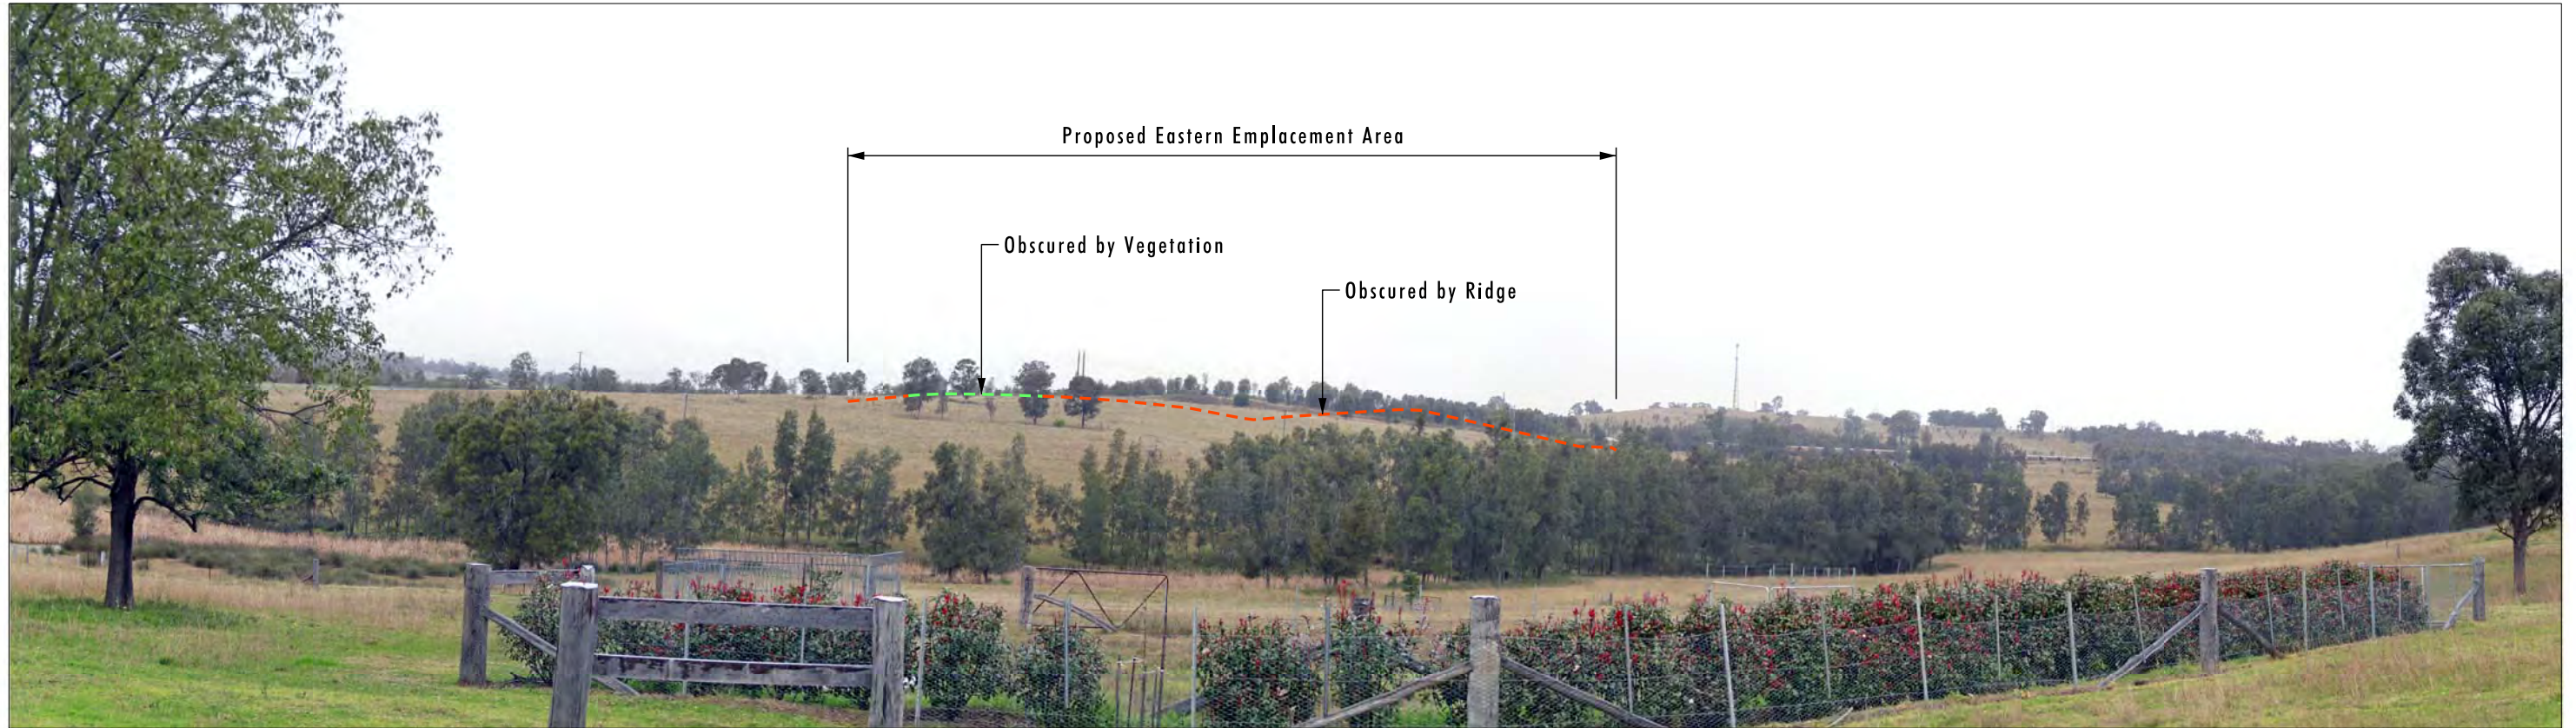 Proposed Eastern Emplacement Area
Obscured by Vegetation
Obscured by Ridge